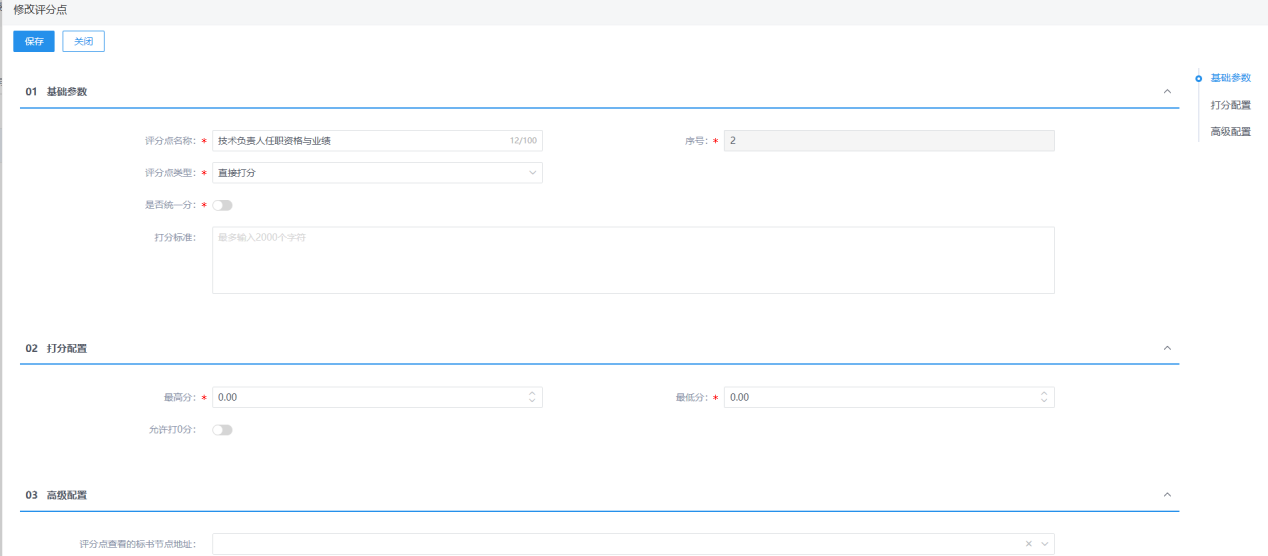 修改评分点
保存 关闭
01 基础参数
评分点名称: * 技术负责人任职资格与业绩 12/100 序号: * 2
评分点类型: * 直接打分
是否统一分: *
打分标准: 最多输入2000个字符
02 打分配置
最高分: * 0.00 最低分: * 0.00
允许打0分:
03 高级配置
评分点查看的标书节点地址:
基础参数
打分配置
高级配置